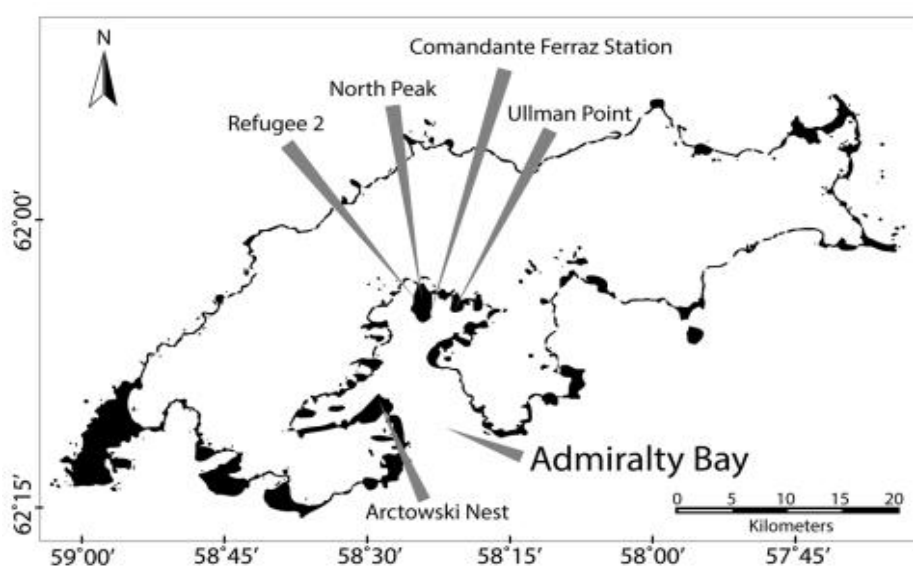 N
Comandante Ferraz Station
North Peak
Ullman Point
Refugee 2
62°00′
Admiralty Bay
Arctowski Nest
62°15′
0 5 10 15 20
Kilometers
59°00′ 58°45′ 58°30′ 58°15′ 58°00′ 57°45′